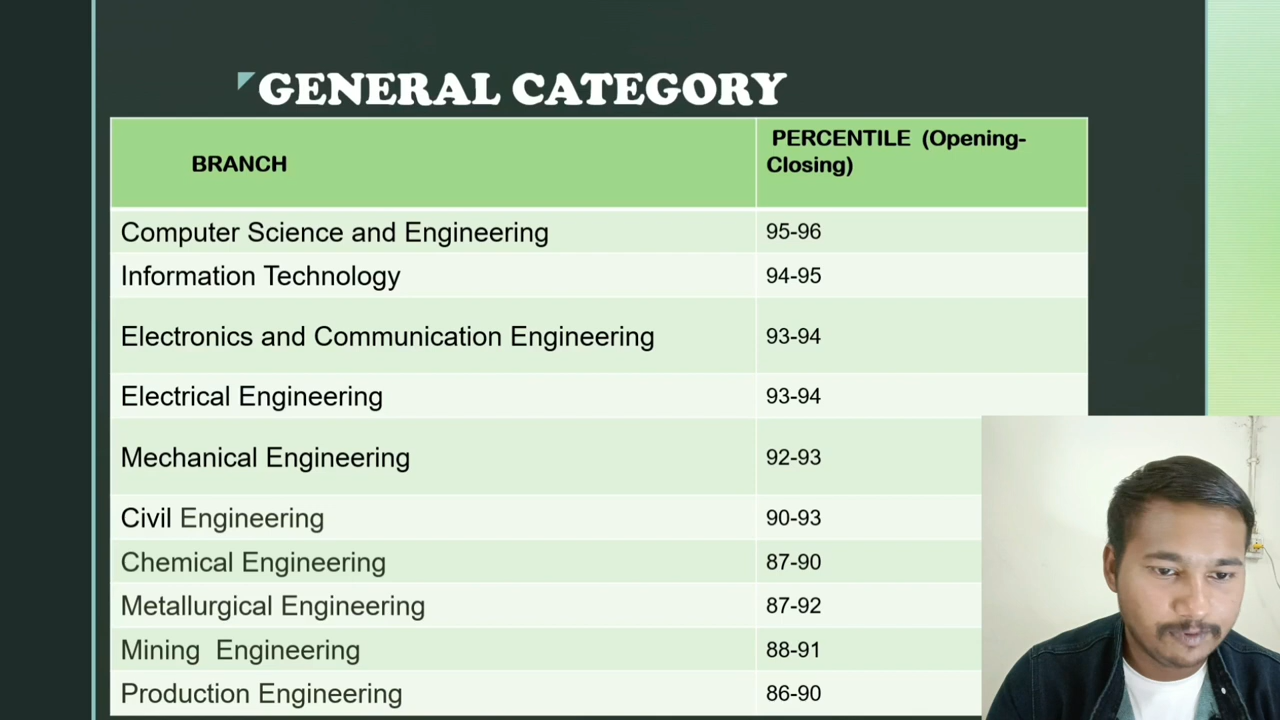 GENERAL CATEGORY
BRANCH
PERCENTILE (Opening-
Closing)
Computer Science and Engineering 95-96
Information Technology 94-95
Electronics and Communication Engineering 93-94
Electrical Engineering 93-94
Mechanical Engineering 92-93
Civil Engineering 90-93
Chemical Engineering 87-90
Metallurgical Engineering 87-92
Mining Engineering 88-91
Production Engineering 86-90